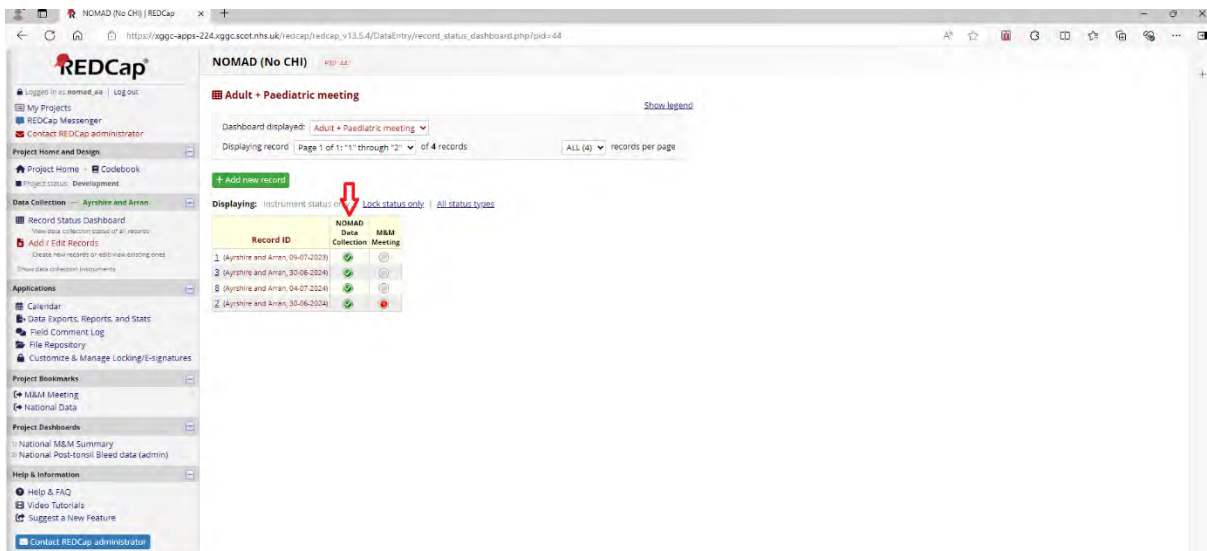 NOMAD (No CHI) | REDCap
https://xggc-apps-224.xggc.scot.nhs.uk/redcap/redcap_v13.5.4/DataEntry/record_status_dashboard.php?pid=44
REDCap
Logged in as nomad_aa | Log out
My Projects
REDCap Messenger
Contact REDCap administrator
Project Home and Design
Project Home Codebook
Project status: Development
Data Collection — Ayrshire and Arran
Record Status Dashboard
- View data collection status of all records
Add / Edit Records
- Create new records or edit/view existing ones
Show data collection instruments
Applications
Calendar
Data Exports, Reports, and Stats
Field Comment Log
File Repository
Customize & Manage Locking/E-signatures
Project Bookmarks
M&M Meeting
National Data
Project Dashboards
National M&M Summary
National Post-tonsil Bleed data (admin)
Help & Information
Help & FAQ
Video Tutorials
Suggest a New Feature
Contact REDCap administrator
NOMAD (No CHI) PID 44
Adult + Paediatric meeting
Show legend
Dashboard displayed: Adult + Paediatric meeting
Displaying record Page 1 of 1: "1" through "2" of 4 records ALL (4) records per page
+ Add new record
Displaying: Instrument status only | Lock status only | All status types
Record ID NOMAD Data Collection M&M Meeting
1 (Ayrshire and Arran, 09-07-2023)
3 (Ayrshire and Arran, 30-06-2024)
8 (Ayrshire and Arran, 04-07-2024)
2 (Ayrshire and Arran, 30-06-2024)